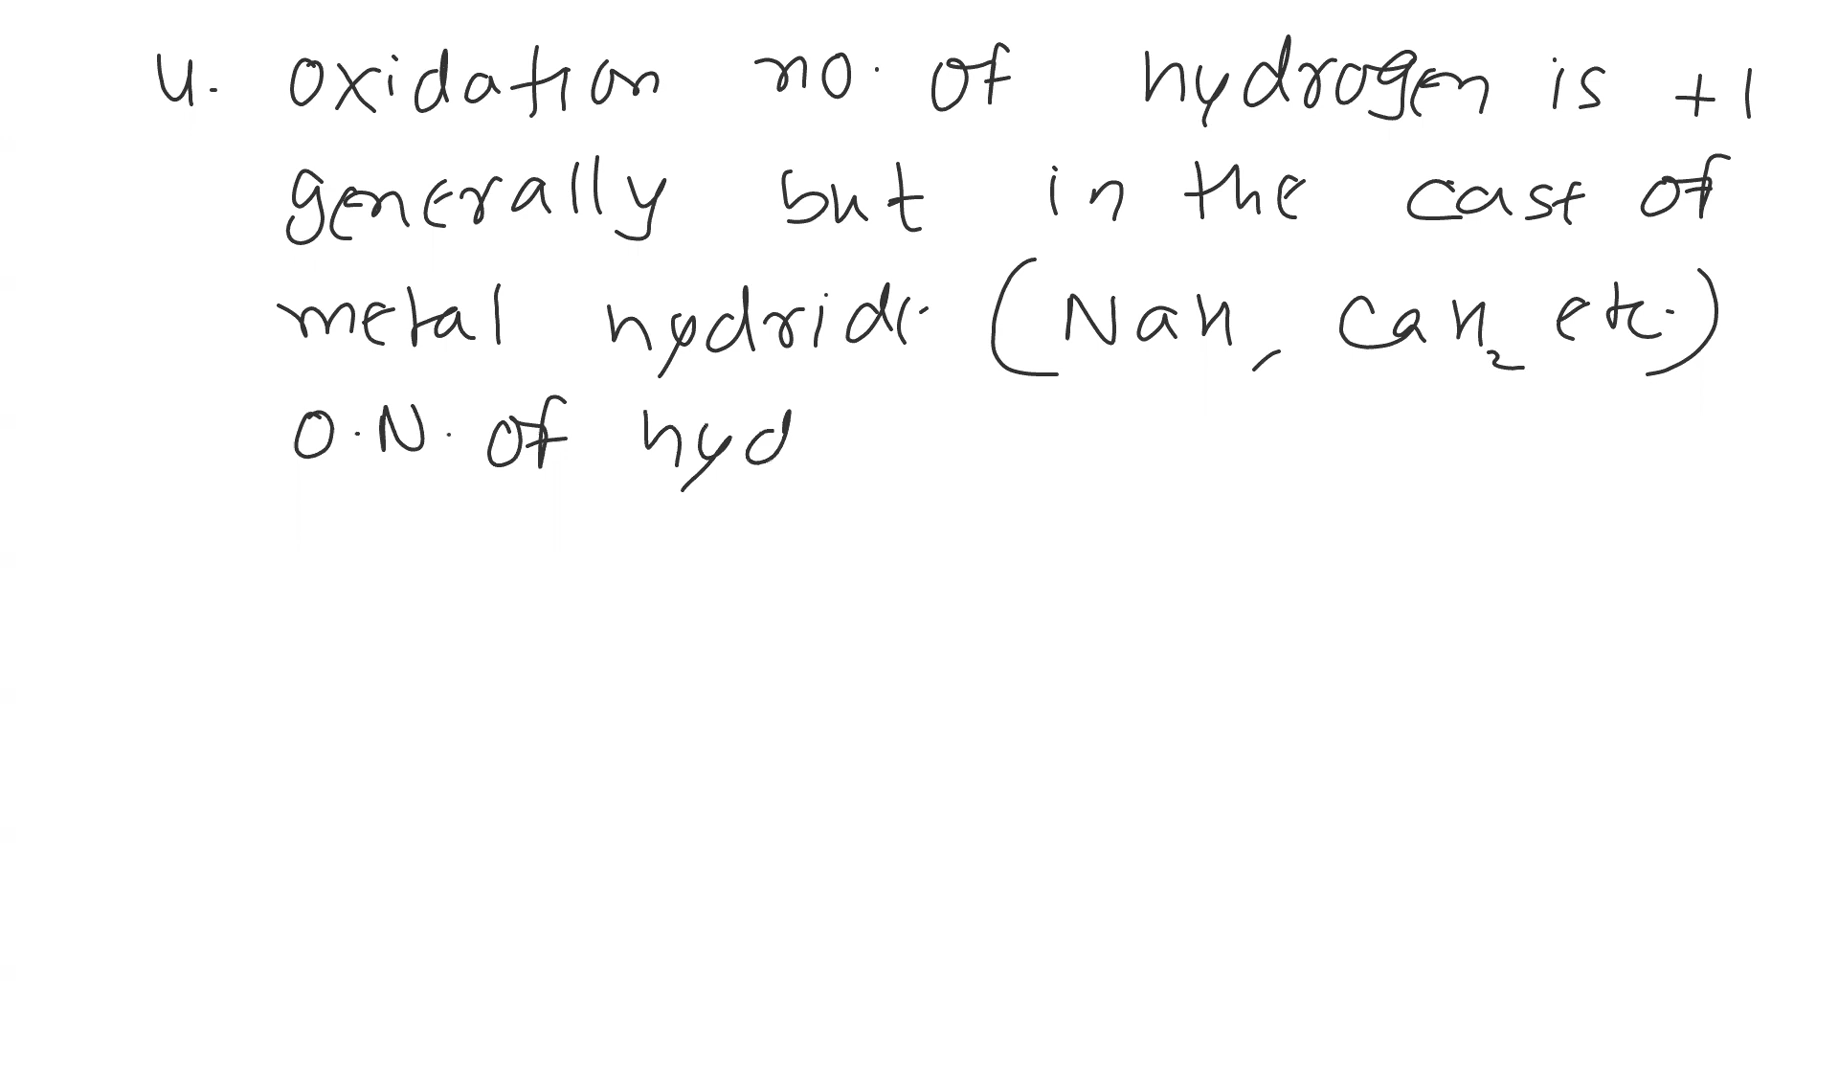 4. Oxidation no. of hydrogen is +1
generally but in the case of
metal hydride (NaH, CaH₂ etc.)
O.N. of hyd